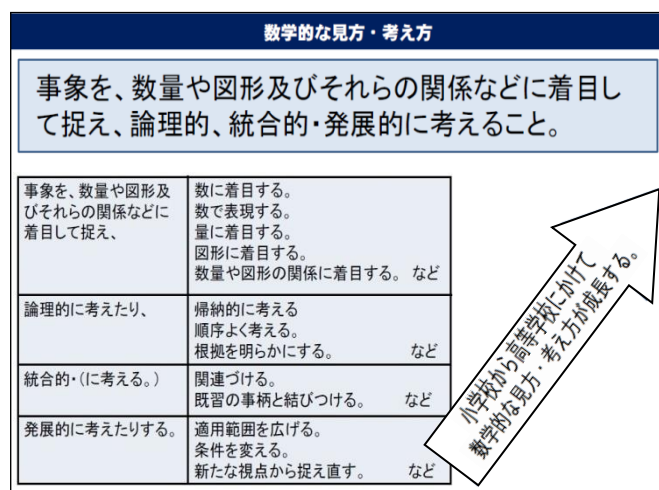 数学的な見方・考え方
事象を、数量や図形及びそれらの関係などに着目し
て捉え、論理的、統合的・発展的に考えること。
事象を、数量や図形及
びそれらの関係などに
着目して捉え、
数に着目する。
数で表現する。
量に着目する。
図形に着目する。
数量や図形の関係に着目する。 など
論理的に考えたり、
帰納的に考える
順序よく考える。
根拠を明らかにする。 など
統合的・(に考える。)
関連づける。
既習の事柄と結びつける。 など
発展的に考えたりする。
適用範囲を広げる。
条件を変える。
新たな視点から捉え直す。 など
小学校から高等学校にかけて
数学的な見方・考え方が成長する。